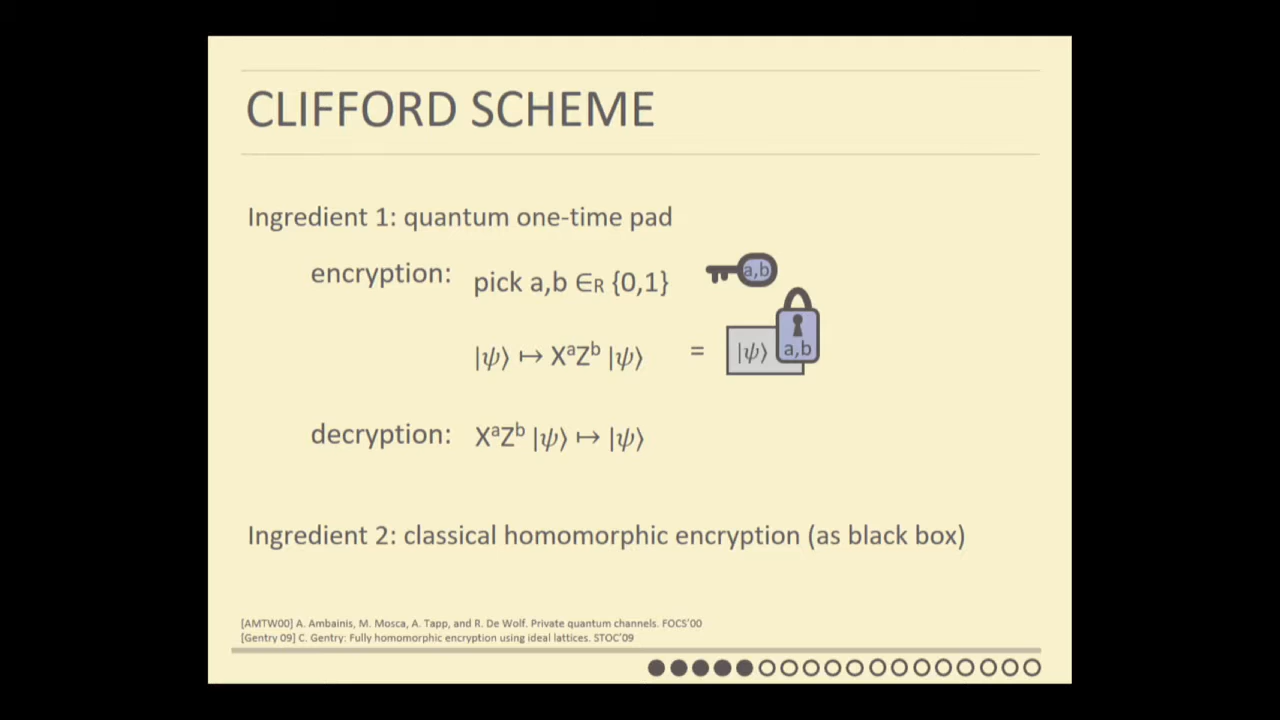 CLIFFORD SCHEME
Ingredient 1: quantum one-time pad
encryption: pick a,b ∈R {0,1}
a,b
|ψ⟩ ↦ XᵃZᵇ |ψ⟩ = |ψ⟩ a,b
decryption: XᵃZᵇ |ψ⟩ ↦ |ψ⟩
Ingredient 2: classical homomorphic encryption (as black box)
[AMTW00] A. Ambainis, M. Mosca, A. Tapp, and R. De Wolf. Private quantum channels. FOCS'00
[Gentry 09] C. Gentry: Fully homomorphic encryption using ideal lattices. STOC'09